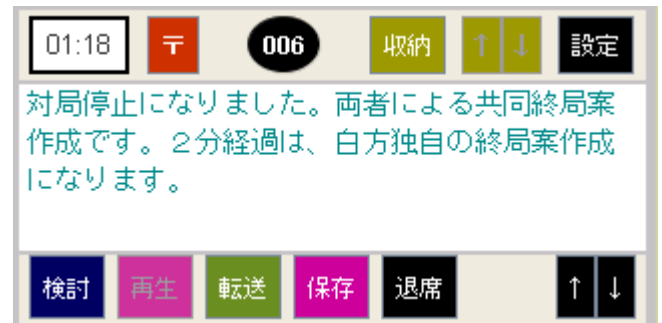 01:18 〒 006 収納 ↑ ↓ 設定
対局停止になりました。両者による共同終局案
作成です。２分経過は、白方独自の終局案作成
になります。
検討 再生 転送 保存 退席 ↑ ↓